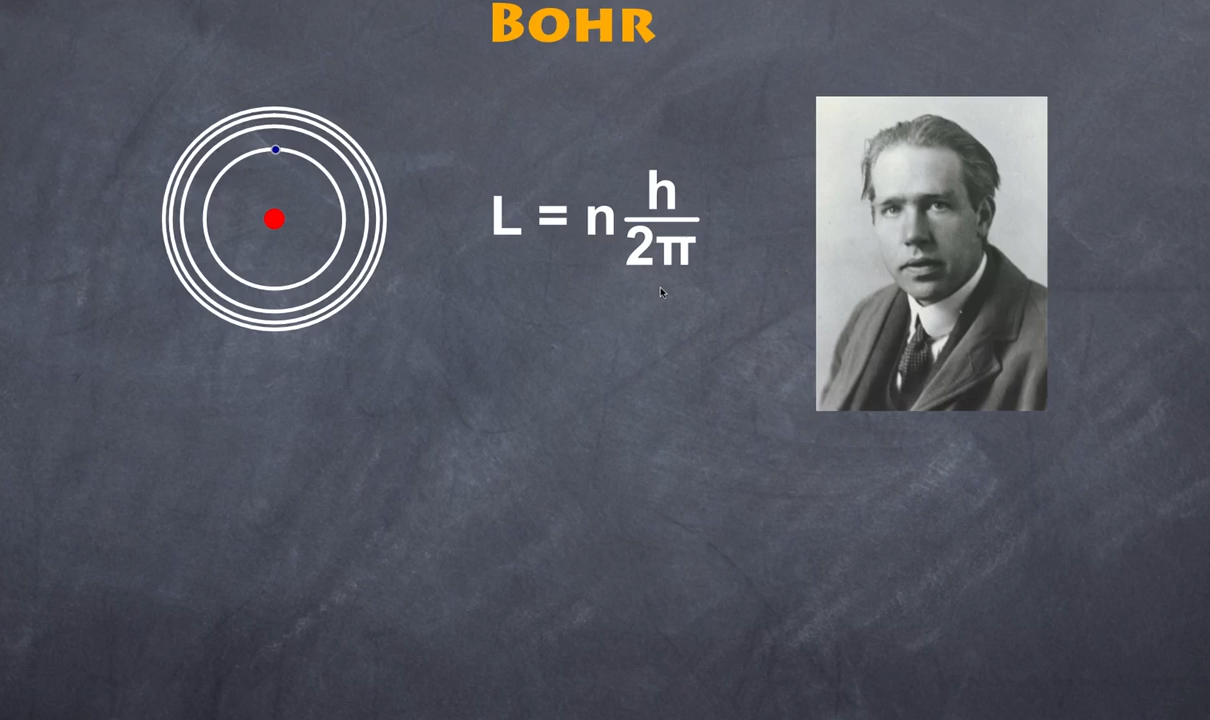 BOHR
L = n h/2π